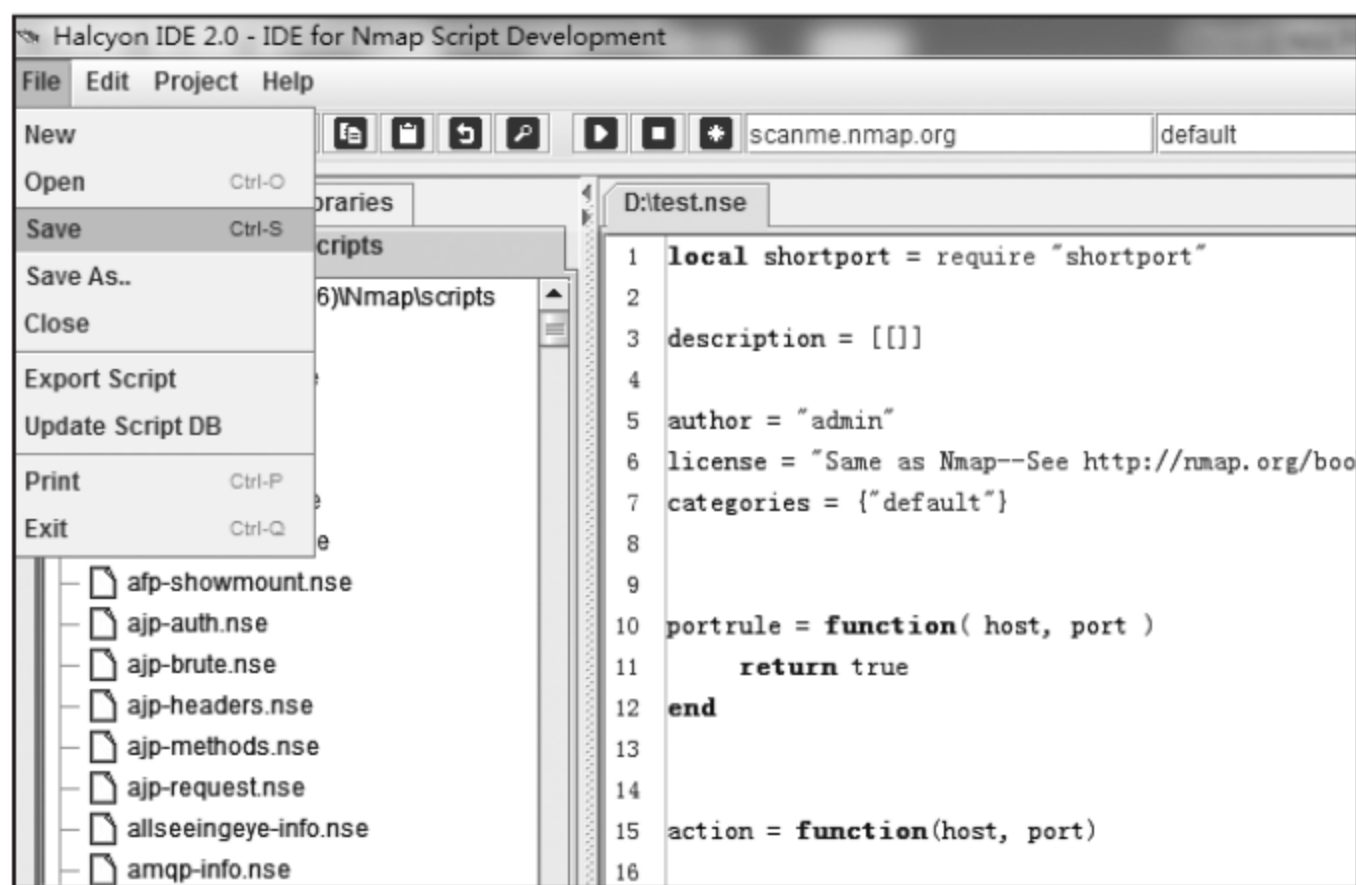 Halcyon IDE 2.0 - IDE for Nmap Script Development
File Edit Project Help
New
Open Ctrl-O
Save Ctrl-S
Save As..
Close
Export Script
Update Script DB
Print Ctrl-P
Exit Ctrl-Q
scanme.nmap.org default
praries
cripts
6)\Nmap\scripts
e
afp-showmount.nse
ajp-auth.nse
ajp-brute.nse
ajp-headers.nse
ajp-methods.nse
ajp-request.nse
allseeingeye-info.nse
amqp-info.nse
D:\test.nse
1 local shortport = require "shortport"
2
3 description = [[]]
4
5 author = "admin"
6 license = "Same as Nmap--See http://nmap.org/boo
7 categories = {"default"}
8
9
10 portrule = function( host, port )
11 return true
12 end
13
14
15 action = function(host, port)
16